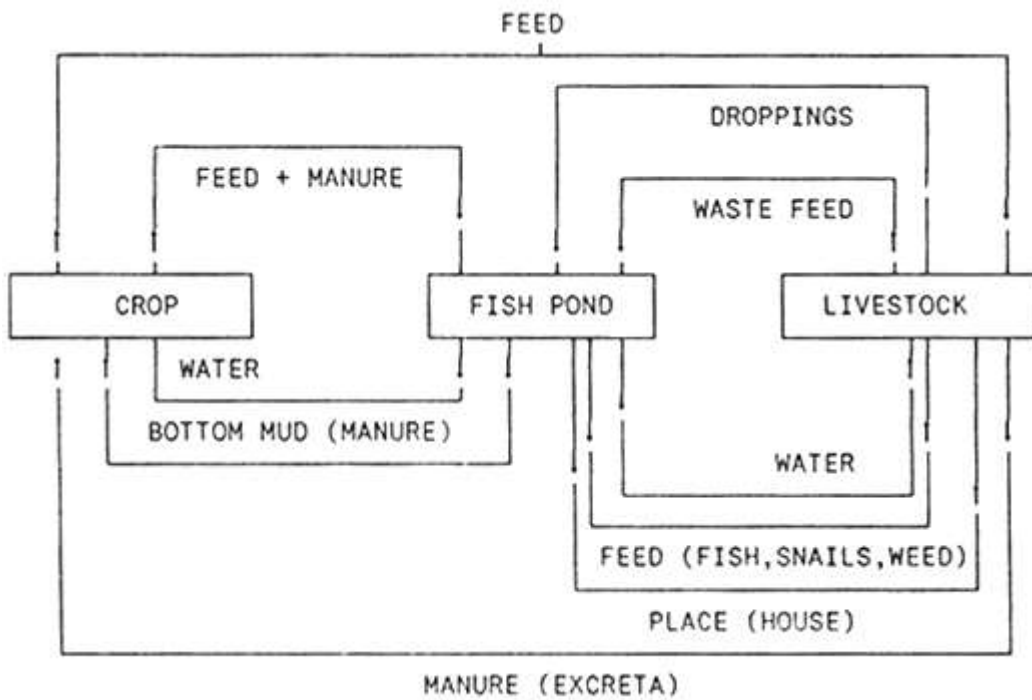 FEED
DROPPINGS
FEED + MANURE
WASTE FEED
CROP
FISH POND
LIVESTOCK
WATER
BOTTOM MUD (MANURE)
WATER
FEED (FISH,SNAILS,WEED)
PLACE (HOUSE)
MANURE (EXCRETA)